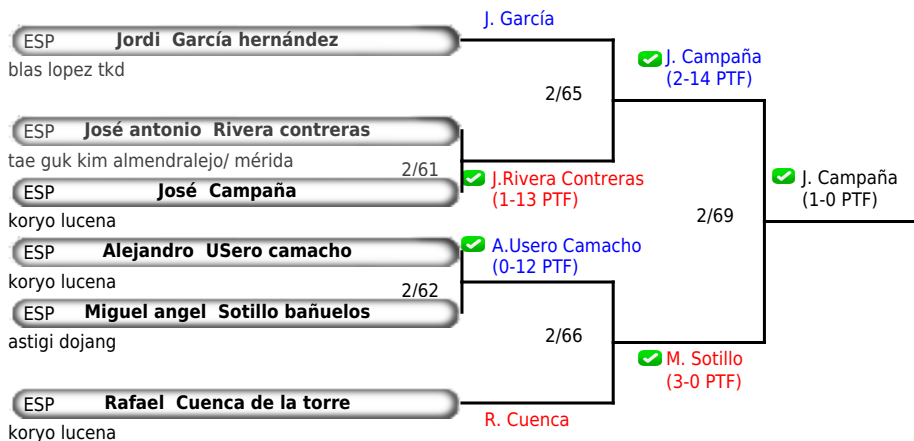 J. García
ESP Jordi García hernández
blas lopez tkd
J. Campaña
(2-14 PTF)
2/65
ESP José antonio Rivera contreras
tae guk kim almendralejo/ mérida
2/61
ESP José Campaña
koryo lucena
J.Rivera Contreras
(1-13 PTF)
J. Campaña
(1-0 PTF)
2/69
ESP Alejandro USero camacho
koryo lucena
A.Usero Camacho
(0-12 PTF)
2/62
ESP Miguel angel Sotillo bañuelos
astigi dojang
2/66
M. Sotillo
(3-0 PTF)
ESP Rafael Cuenca de la torre
koryo lucena
R. Cuenca